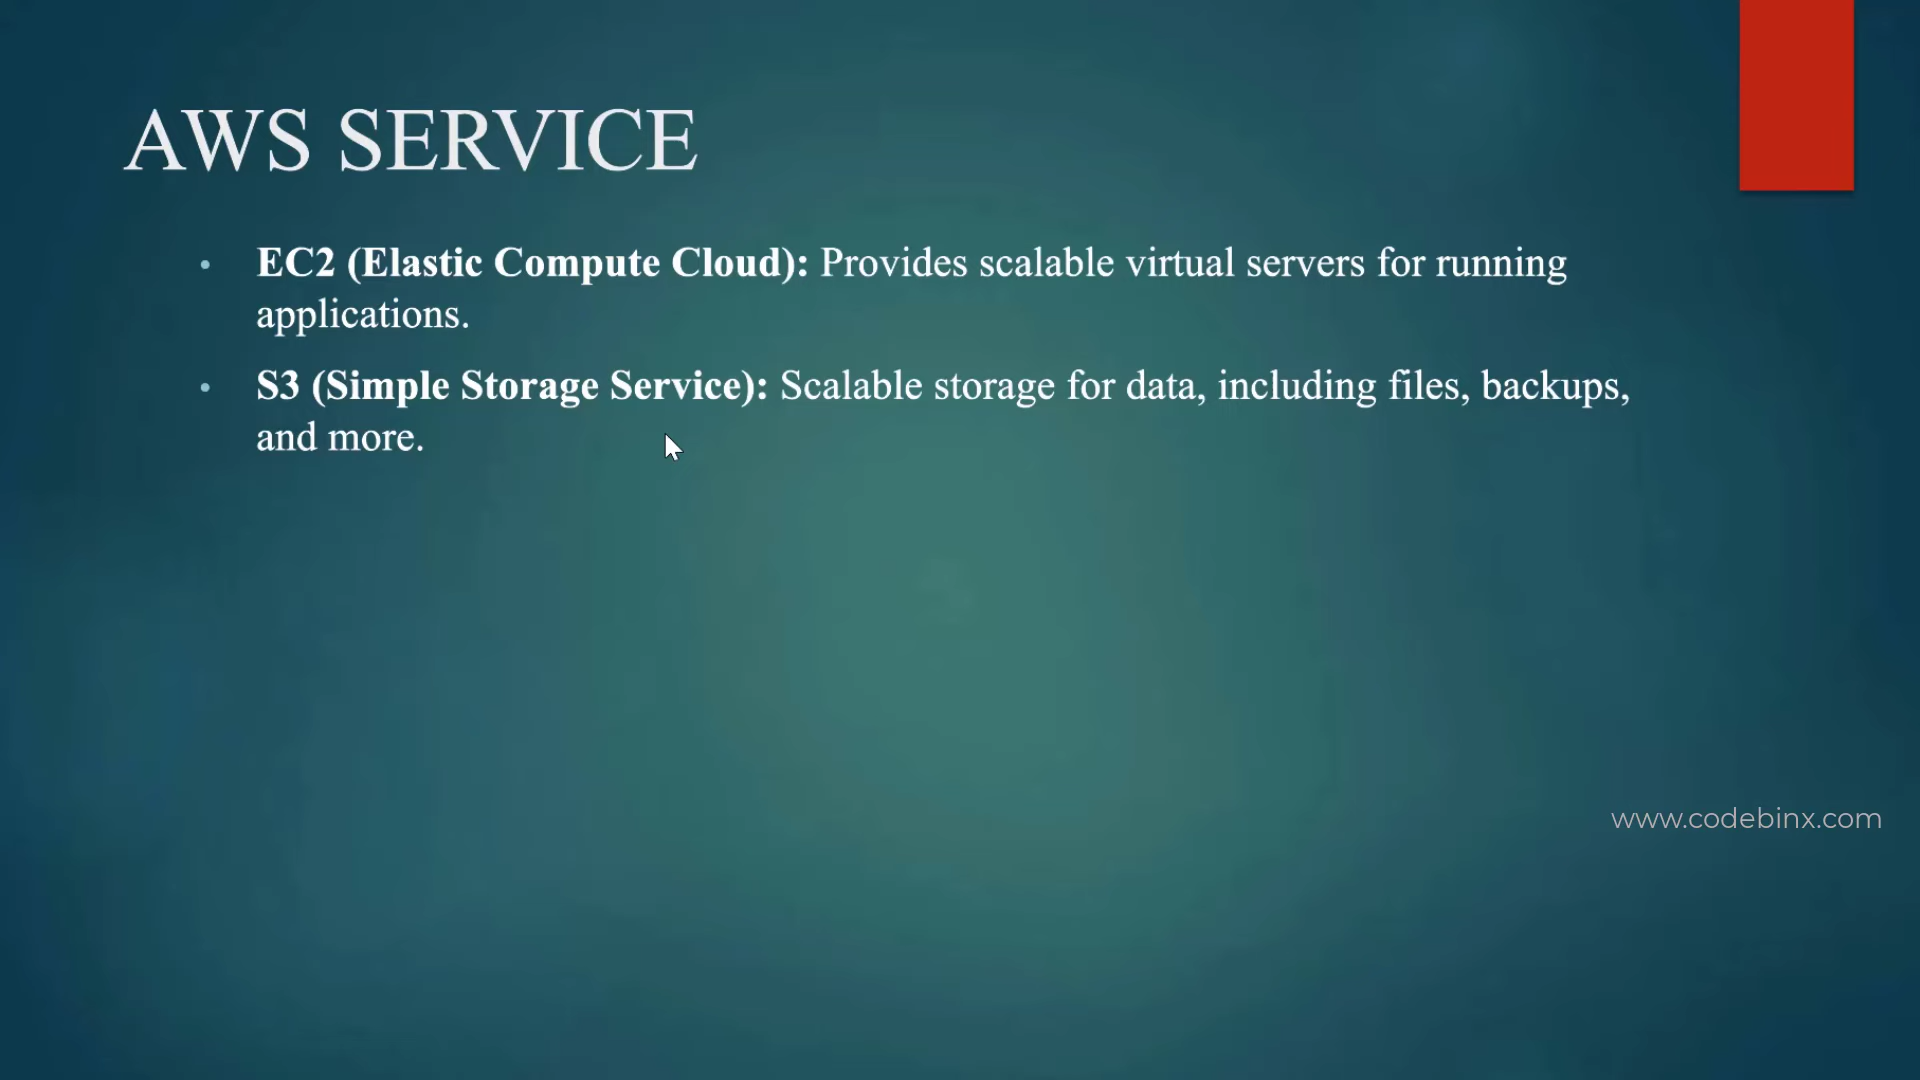 AWS SERVICE
• EC2 (Elastic Compute Cloud): Provides scalable virtual servers for running
applications.
• S3 (Simple Storage Service): Scalable storage for data, including files, backups,
and more.
www.codebinx.com